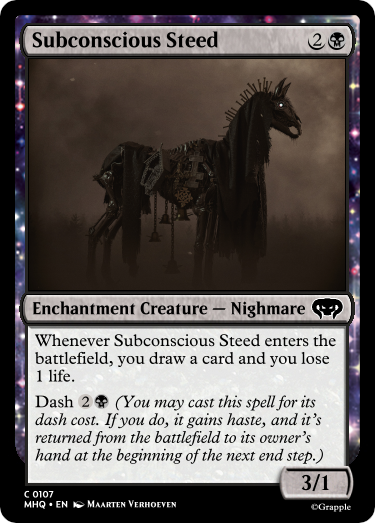 Subconscious Steed 2
Enchantment Creature — Nighmare
Whenever Subconscious Steed enters the
battlefield, you draw a card and you lose
1 life.
Dash 2 (You may cast this spell for its
dash cost. If you do, it gains haste, and it's
returned from the battlefield to its owner's
hand at the beginning of the next end step.)
3/1
C 0107
MHQ • EN Maarten Verhoeven
©Grapple